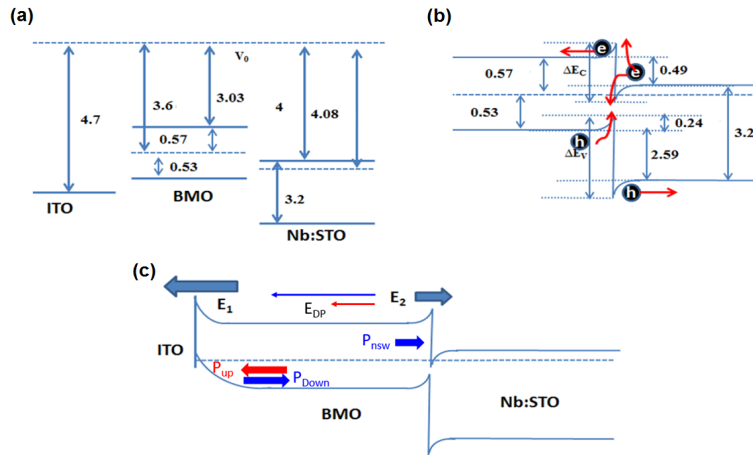 (a)
V0
4.7
3.6
3.03
4
4.08
0.57
0.53
3.2
ITO
BMO
Nb:STO
(b)
e
0.57
ΔEC
e
0.49
0.53
0.24
3.2
h
ΔEV
2.59
h
(c)
E1
E2
EDP
ITO
Pnsw
Pup
PDown
BMO
Nb:STO